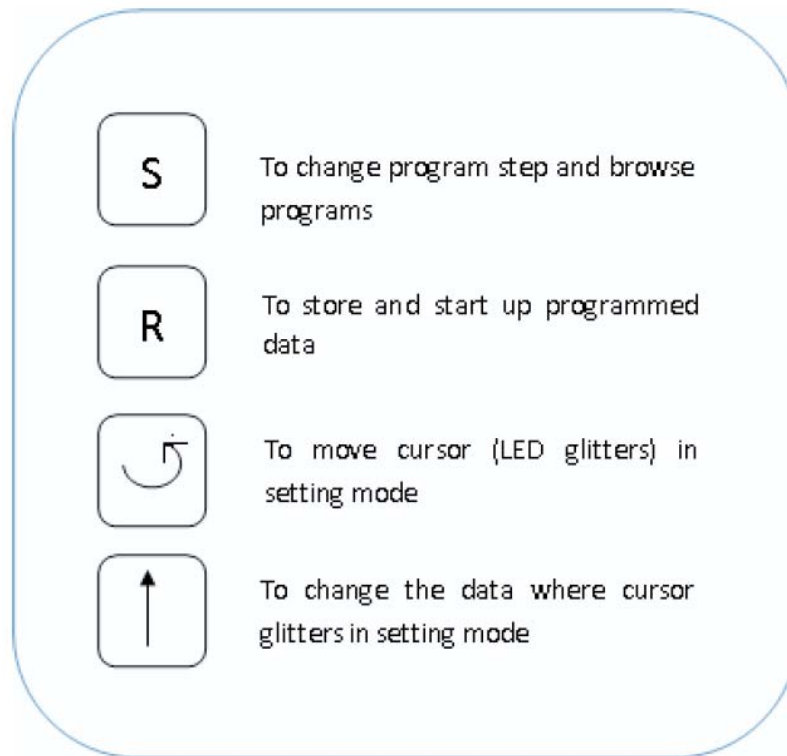 S
To change program step and browse
programs
R
To store and start up programmed
data
To move cursor (LED glitters) in
setting mode
To change the data where cursor
glitters in setting mode